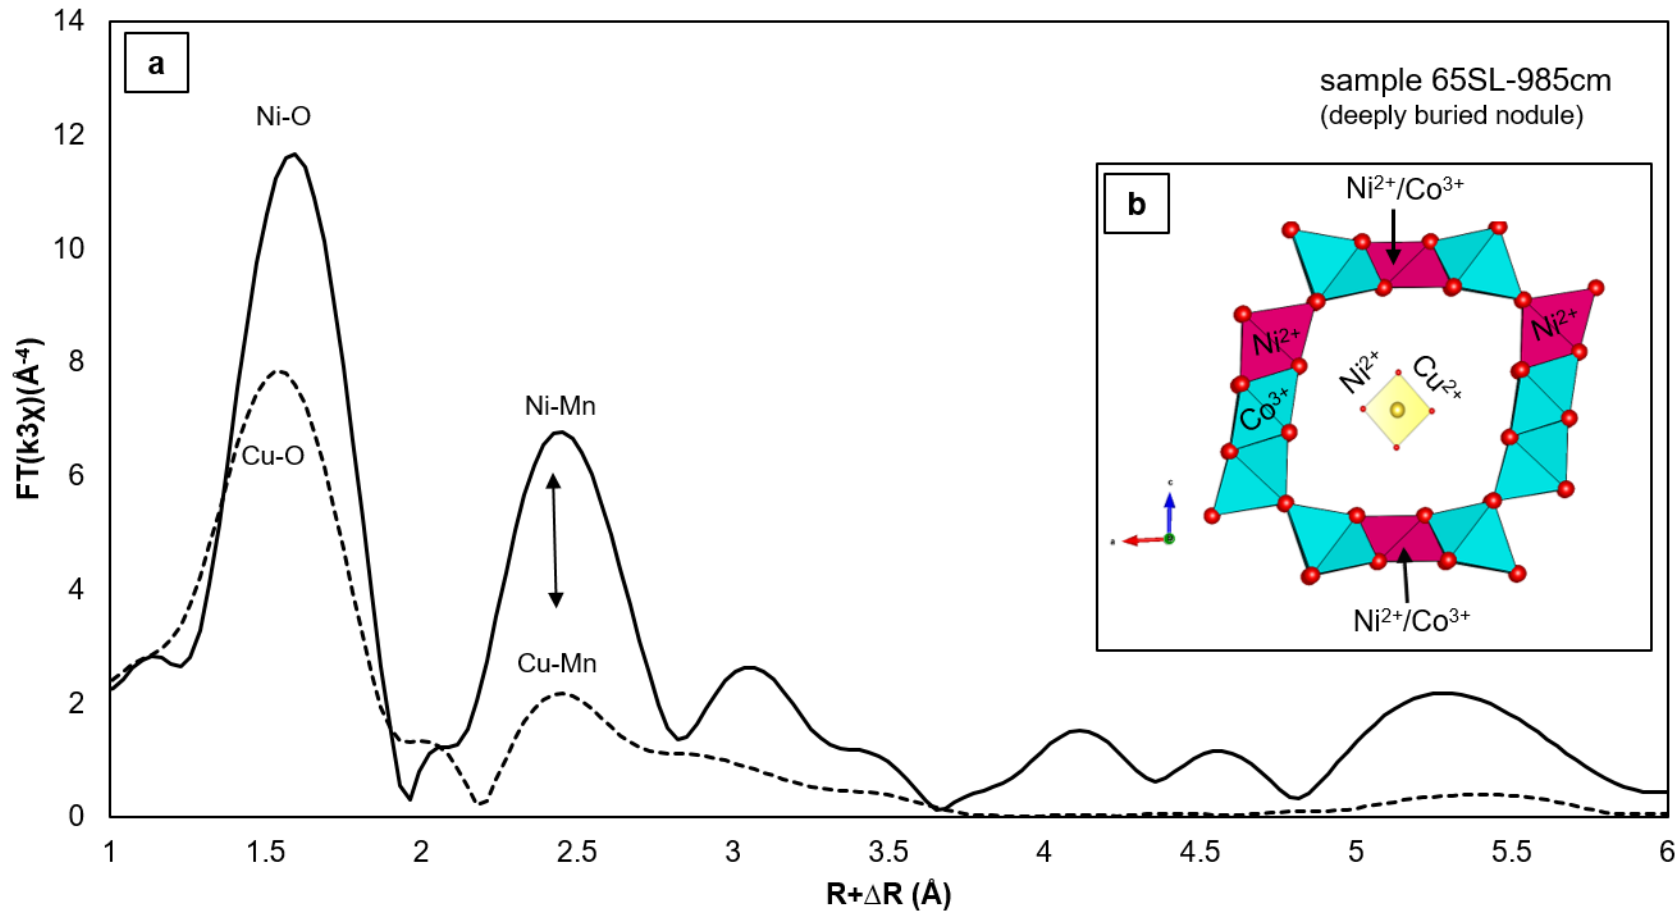 a
sample 65SL-985cm
(deeply buried nodule)
Ni-O
Cu-O
Ni-Mn
Cu-Mn
FT(k3χ)(Å-4)
14
12
10
8
6
4
2
0
1
1.5
2
2.5
3
3.5
4
4.5
5
5.5
6
R+∆R (Å)
b
Ni2+/Co3+
Ni2+
Ni2+
Ni2+
Cu2+
Co3+
c
a
Ni2+/Co3+